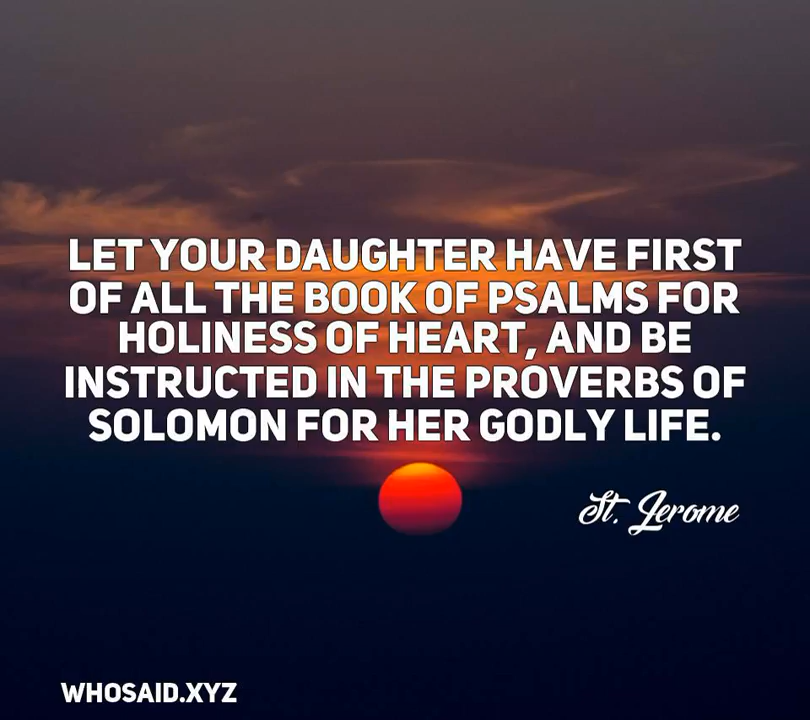 LET YOUR DAUGHTER HAVE FIRST
OF ALL THE BOOK OF PSALMS FOR
HOLINESS OF HEART, AND BE
INSTRUCTED IN THE PROVERBS OF
SOLOMON FOR HER GODLY LIFE.
St. Jerome
WHOSAID.XYZ